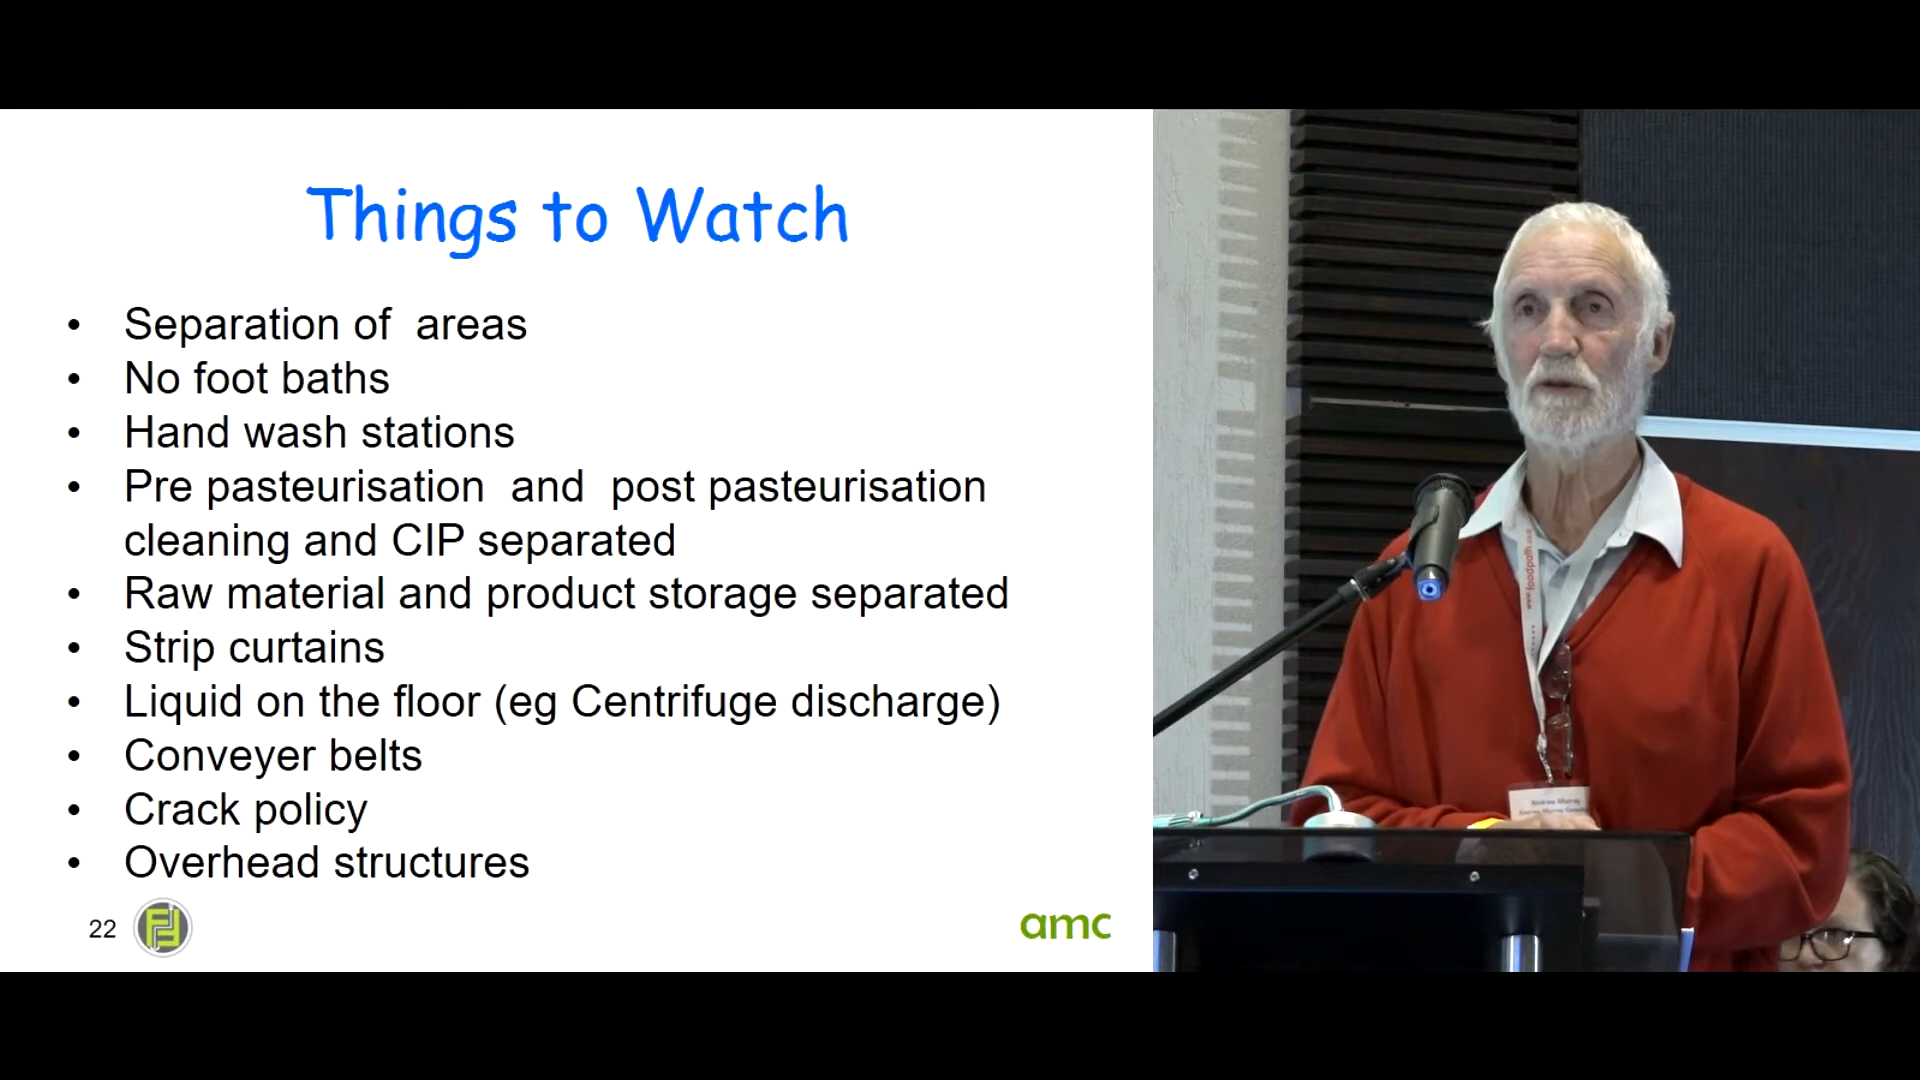 Things to Watch
• Separation of  areas
• No foot baths
• Hand wash stations
• Pre pasteurisation  and  post pasteurisation
cleaning and CIP separated
• Raw material and product storage separated
• Strip curtains
• Liquid on the floor (eg Centrifuge discharge)
• Conveyer belts
• Crack policy
• Overhead structures
22
amc
Andrew Murray